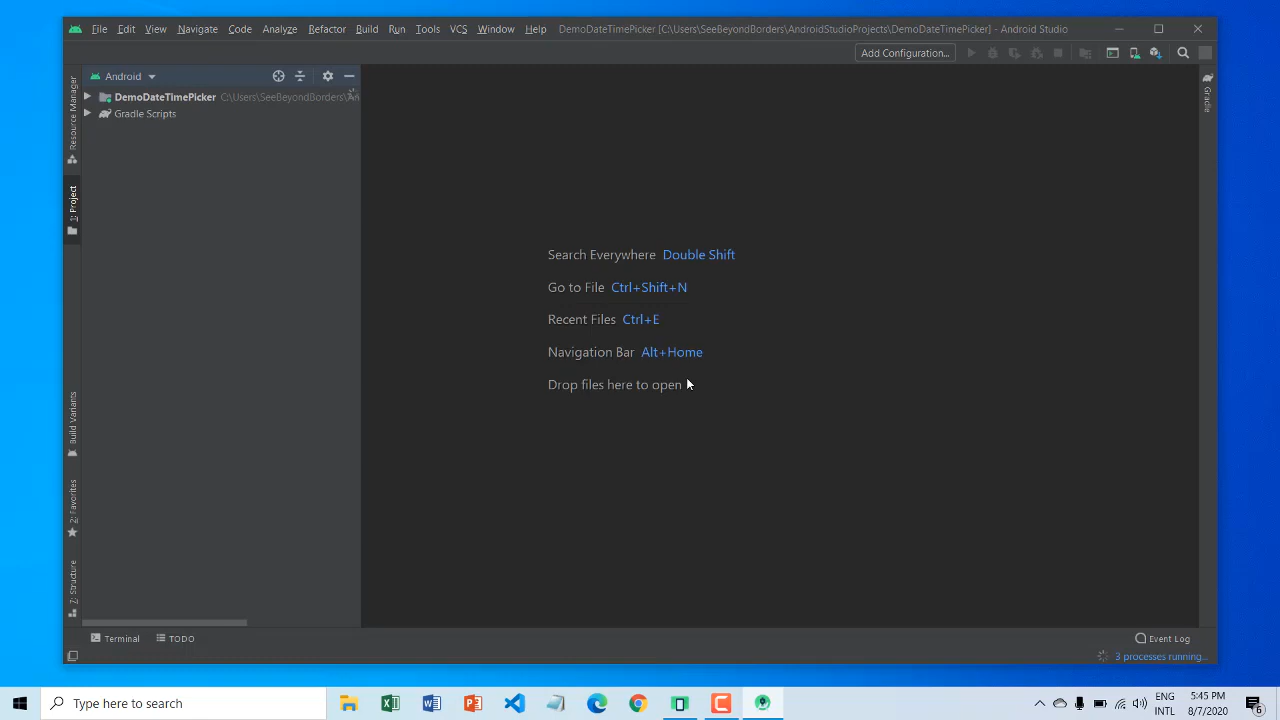 File Edit View Navigate Code Analyze Refactor Build Run Tools VCS Window Help DemoDateTimePicker [C:\Users\SeeBeyondBorders\AndroidStudioProjects\DemoDateTimePicker] - Android Studio
Add Configuration...
Android
DemoDateTimePicker C:\Users\SeeBeyondBorders\
Gradle Scripts
Resource Manager
1: Project
Build Variants
2: Favorites
7: Structure
Gradle
Search Everywhere Double Shift
Go to File Ctrl+Shift+N
Recent Files Ctrl+E
Navigation Bar Alt+Home
Drop files here to open
Terminal TODO Event Log
3 processes running...
Type here to search
ENG 5:45 PM
INTL 8/7/2020
6